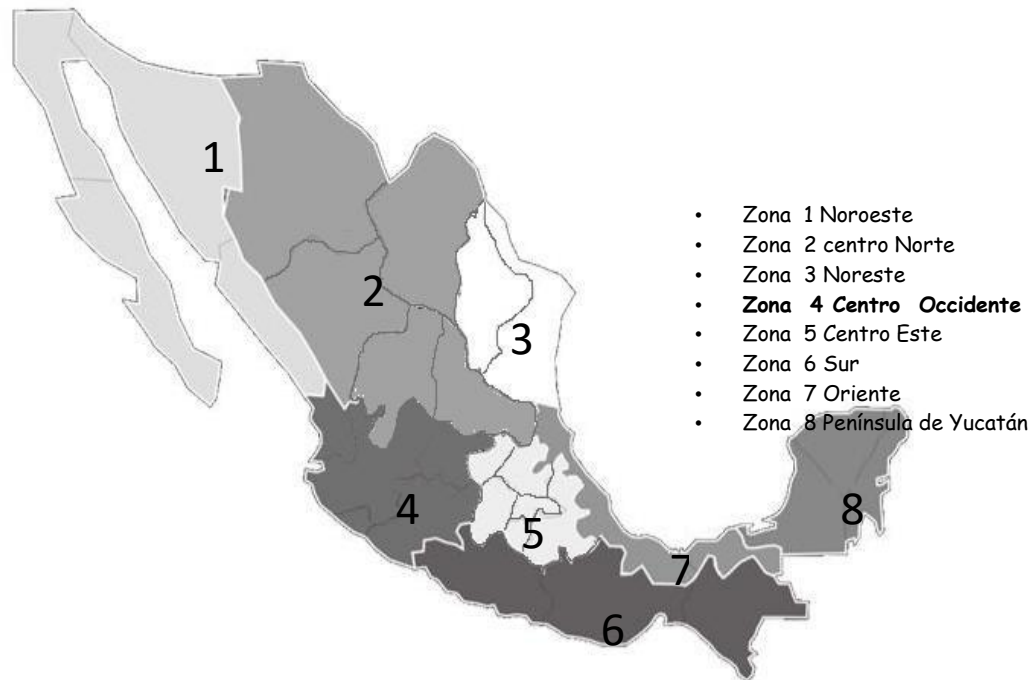 1
2
3
4
5
6
7
8
• Zona 1 Noroeste
• Zona 2 centro Norte
• Zona 3 Noreste
• Zona 4 Centro Occidente
• Zona 5 Centro Este
• Zona 6 Sur
• Zona 7 Oriente
• Zona 8 Península de Yucatán